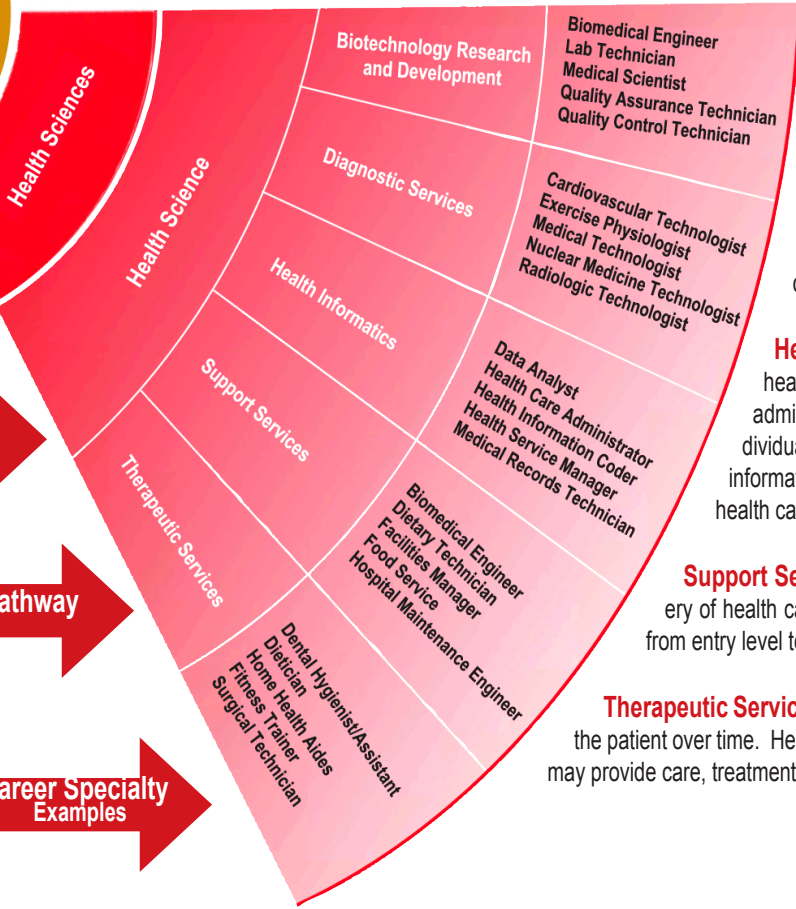 Health Sciences
Health Science
Biotechnology Research
and Development
Biomedical Engineer
Lab Technician
Medical Scientist
Quality Assurance Technician
Quality Control Technician
Diagnostic Services
Cardiovascular Technologist
Exercise Physiologist
Medical Technologist
Nuclear Medicine Technologist
Radiologic Technologist
Health Informatics
Data Analyst
Health Care Administrator
Health Information Coder
Health Service Manager
Medical Records Technician
Support Services
Biomedical Engineer
Dietary Technician
Facilities Manager
Food Service
Hospital Maintenance Engineer
Therapeutic Services
Dental Hygienist/Assistant
Dietician
Home Health Aides
Fitness Trainer
Surgical Technician
athway
areer Specialty
Examples
He
hea
admi
dividua
informat
health ca
Support Se
ery of health ca
from entry level t
Therapeutic Servic
the patient over time. He
may provide care, treatment